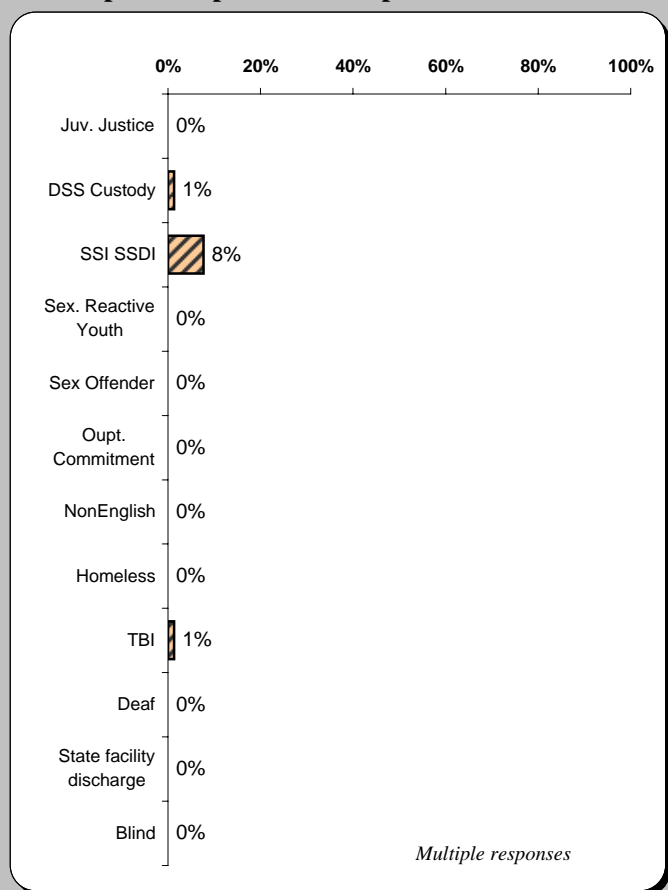 0% 20% 40% 60% 80% 100%
Juv. Justice 0%
DSS Custody 1%
SSI SSDI 8%
Sex. Reactive
Youth 0%
Sex Offender 0%
Oupt.
Commitment 0%
NonEnglish 0%
Homeless 0%
TBI 1%
Deaf 0%
State facility
discharge 0%
Blind 0%
Multiple responses